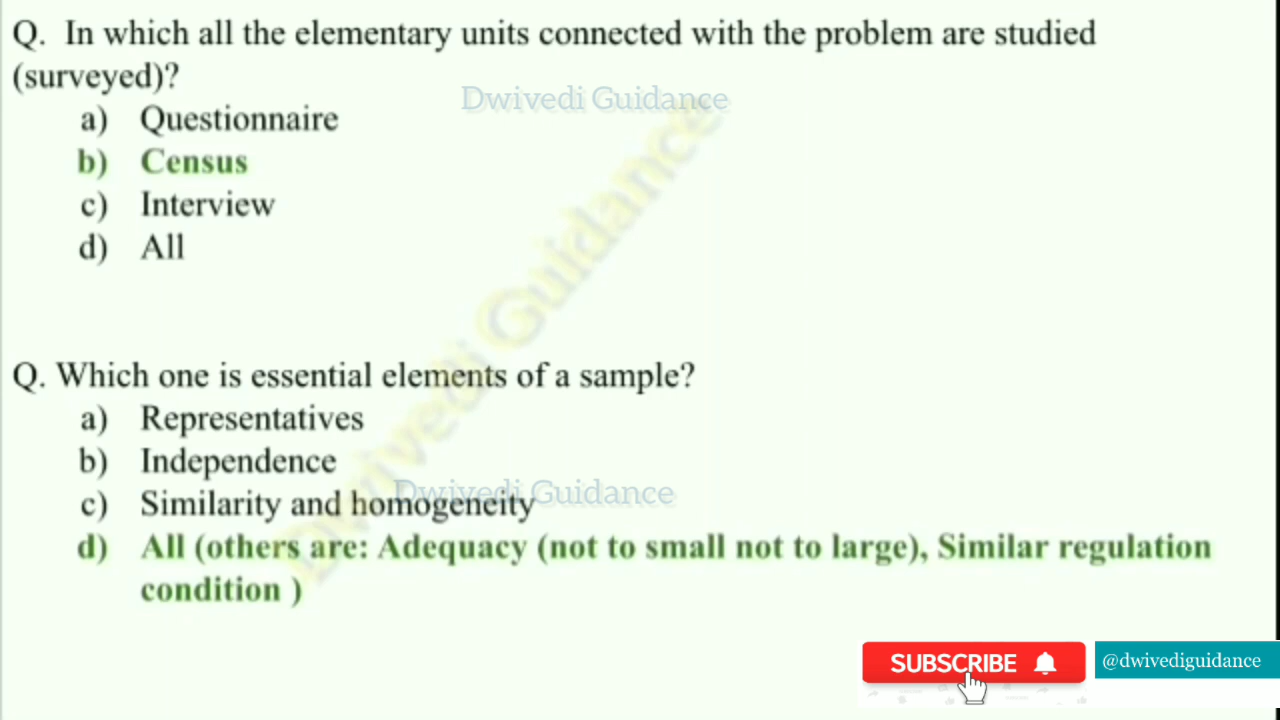 Q. In which all the elementary units connected with the problem are studied
(surveyed)?
Dwivedi Guidance
a) Questionnaire
b) Census
c) Interview
d) All
Dwivedi Guidance
Q. Which one is essential elements of a sample?
a) Representatives
b) Independence
Dwivedi Guidance
c) Similarity and homogeneity
d) All (others are: Adequacy (not to small not to large), Similar regulation
condition )
SUBSCRIBE
@dwivediguidance